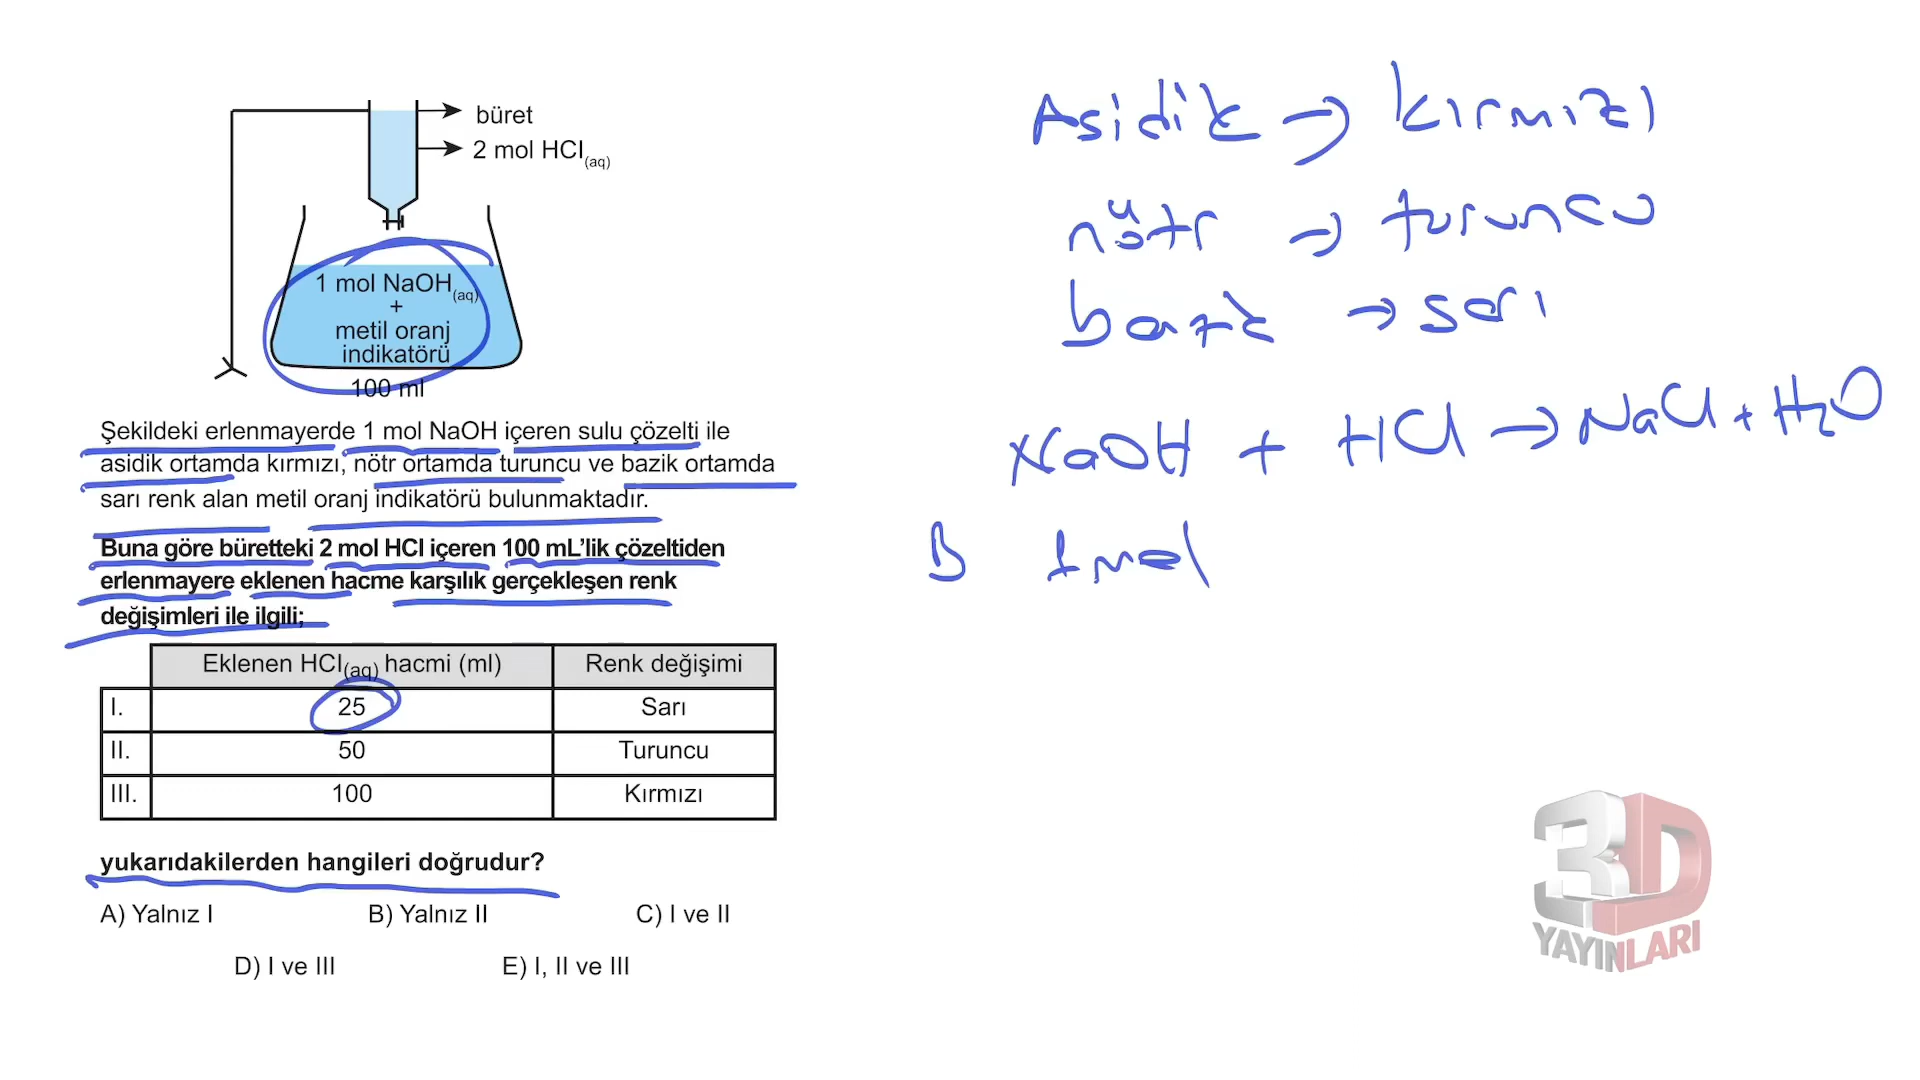 büret
2 mol HCl(aq)
1 mol NaOH(aq)
+
metil oranj
indikatörü
100 ml
Şekildeki erlenmayerde 1 mol NaOH içeren sulu çözelti ile
asidik ortamda kırmızı, nötr ortamda turuncu ve bazik ortamda
sarı renk alan metil oranj indikatörü bulunmaktadır.
Buna göre büretteki 2 mol HCl içeren 100 mL’lik çözeltiden
erlenmayere eklenen hacme karşılık gerçekleşen renk
değişimleri ile ilgili;
Eklenen HCl(aq) hacmi (ml) Renk değişimi
I. 25 Sarı
II. 50 Turuncu
III. 100 Kırmızı
yukarıdakilerden hangileri doğrudur?
A) Yalnız I B) Yalnız II C) I ve II
D) I ve III E) I, II ve III
Asidik → kırmızı
nötr → turuncu
bazik → sarı
NaOH + HCl → NaCl + H2O
B 1mol
3D
YAYINLARI